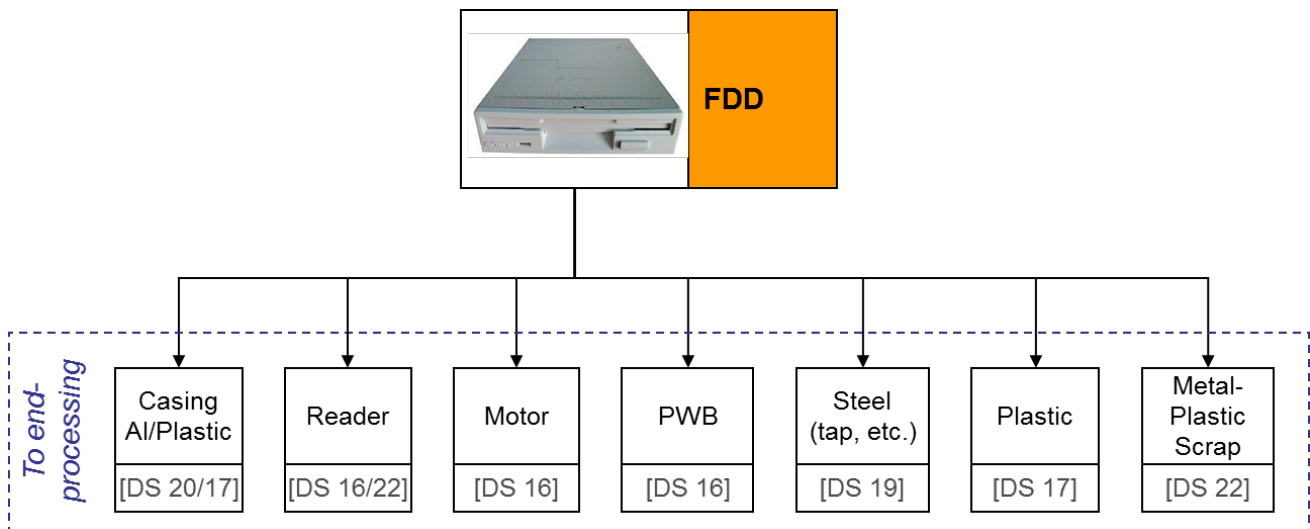 FDD
To end-
processing
Casing
Al/Plastic
[DS 20/17]
Reader
[DS 16/22]
Motor
[DS 16]
PWB
[DS 16]
Steel
(tap, etc.)
[DS 19]
Plastic
[DS 17]
Metal-
Plastic
Scrap
[DS 22]